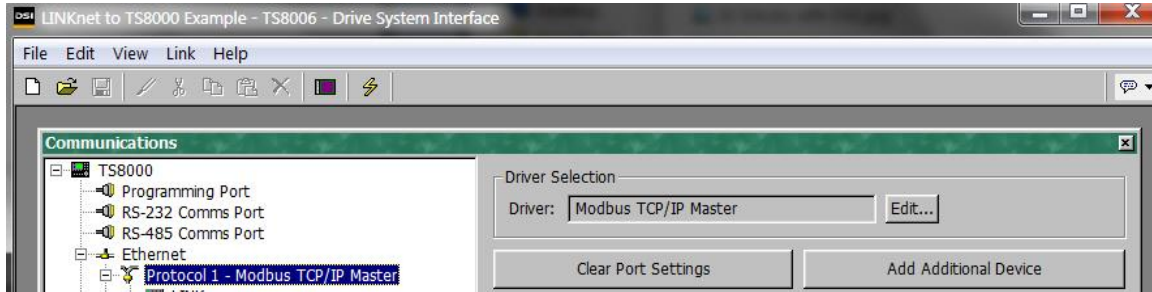 DSI LINKnet to TS8000 Example - TS8006 - Drive System Interface
File Edit View Link Help
Communications
TS8000
Programming Port
RS-232 Comms Port
RS-485 Comms Port
Ethernet
Protocol 1 - Modbus TCP/IP Master
Driver Selection
Driver: Modbus TCP/IP Master Edit...
Clear Port Settings Add Additional Device